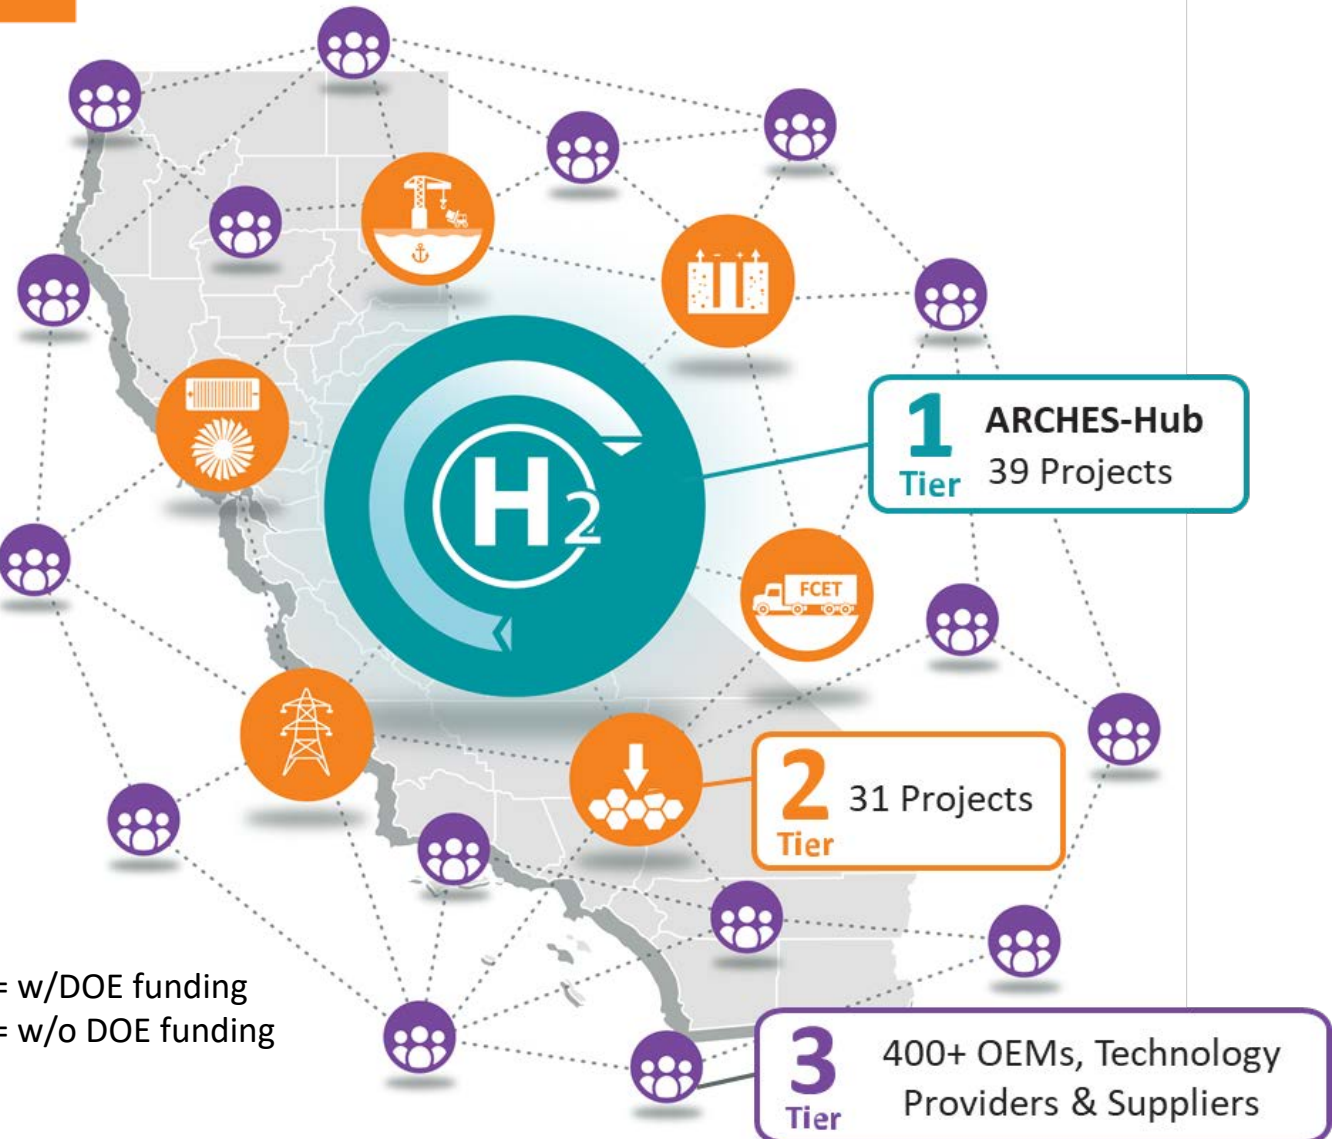 H2
1
Tier
ARCHES-Hub
39 Projects
FCET
2
Tier
31 Projects
= w/DOE funding
= w/o DOE funding
3
Tier
400+ OEMs, Technology
Providers & Suppliers